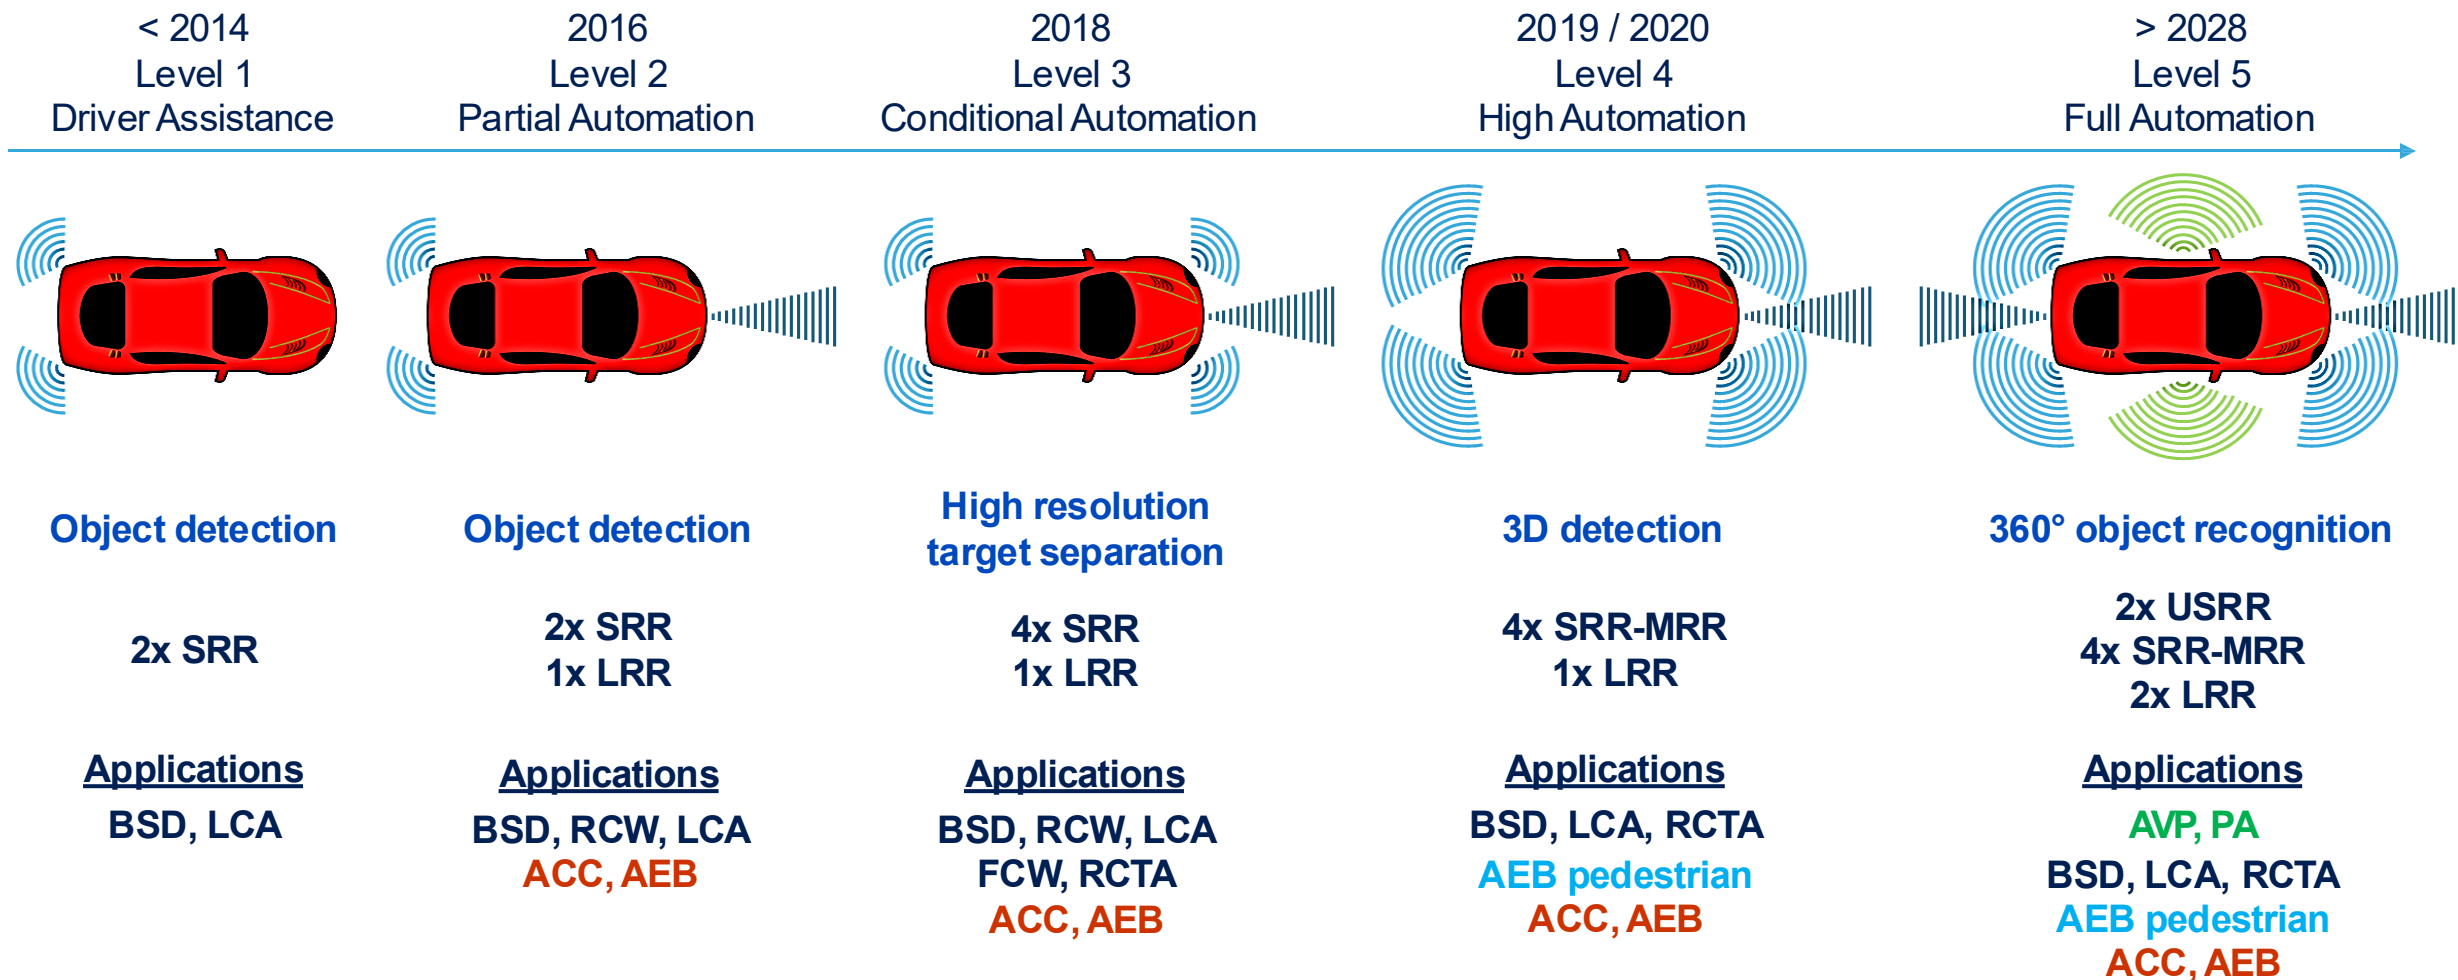 < 2014
Level 1
Driver Assistance
2016
Level 2
Partial Automation
2018
Level 3
Conditional Automation
2019 / 2020
Level 4
High Automation
> 2028
Level 5
Full Automation
Object detection
Object detection
High resolution
target separation
3D detection
360° object recognition
2x SRR
2x SRR
1x LRR
4x SRR
1x LRR
4x SRR-MRR
1x LRR
2x USRR
4x SRR-MRR
2x LRR
Applications
BSD, LCA
Applications
BSD, RCW, LCA
ACC, AEB
Applications
BSD, RCW, LCA
FCW, RCTA
ACC, AEB
Applications
BSD, LCA, RCTA
AEB pedestrian
ACC, AEB
Applications
AVP, PA
BSD, LCA, RCTA
AEB pedestrian
ACC, AEB